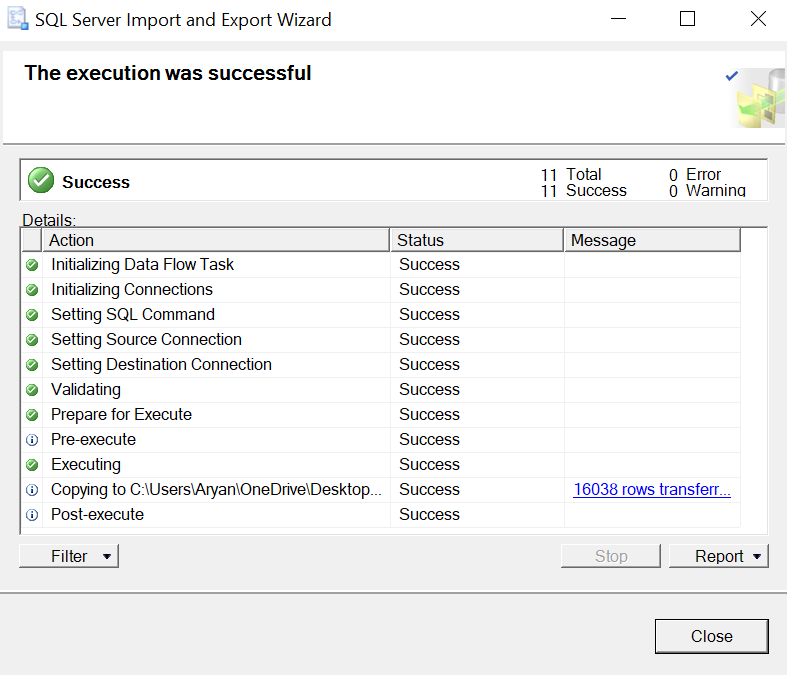 SQL Server Import and Export Wizard
The execution was successful
Success
11 Total 0 Error
11 Success 0 Warning
Details:
Action Status Message
Initializing Data Flow Task Success
Initializing Connections Success
Setting SQL Command Success
Setting Source Connection Success
Setting Destination Connection Success
Validating Success
Prepare for Execute Success
Pre-execute Success
Executing Success
Copying to C:\Users\Aryan\OneDrive\Desktop... Success 16038 rows transferr...
Post-execute Success
Filter Stop Report
Close